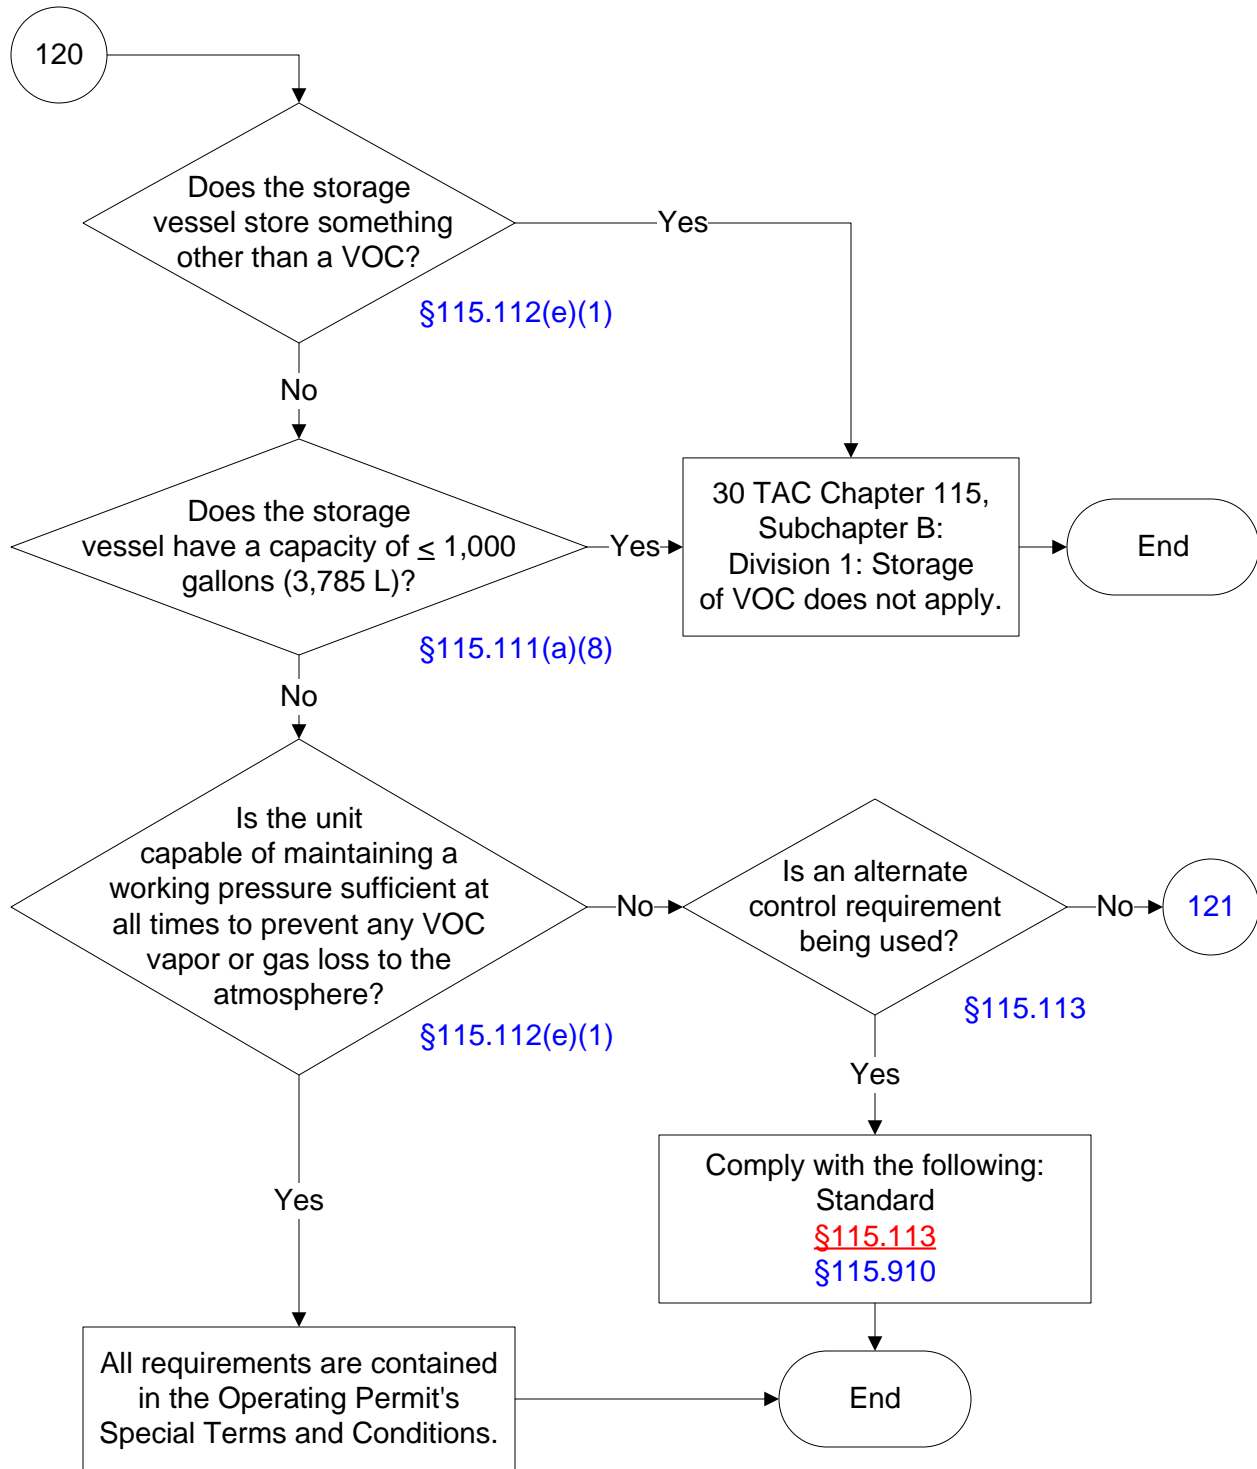 120
Does the storage
vessel store something
other than a VOC?
Yes
§115.112(e)(1)
No
Does the storage
vessel have a capacity of ≤ 1,000
gallons (3,785 L)?
Yes
30 TAC Chapter 115,
Subchapter B:
Division 1: Storage
of VOC does not apply.
End
§115.111(a)(8)
No
Is the unit
capable of maintaining a
working pressure sufficient at
all times to prevent any VOC
vapor or gas loss to the
atmosphere?
No
Is an alternate
control requirement
being used?
No
121
§115.112(e)(1)
§115.113
Yes
Yes
Comply with the following:
Standard
§115.113
§115.910
All requirements are contained
in the Operating Permit's
Special Terms and Conditions.
End